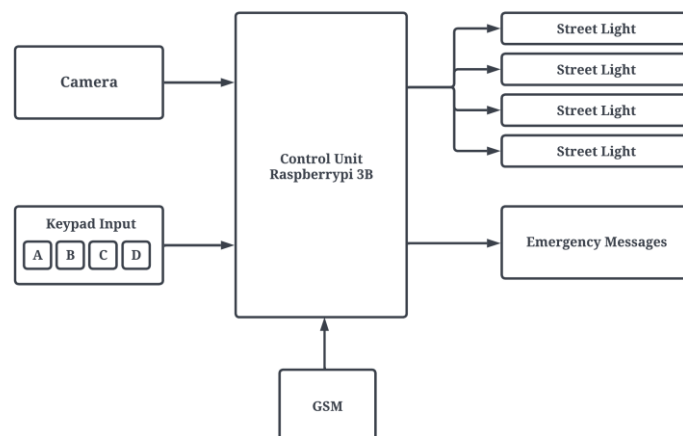 Camera
Control Unit
Raspberrypi 3B
Street Light
Street Light
Street Light
Street Light
Keypad Input
A B C D
Emergency Messages
GSM